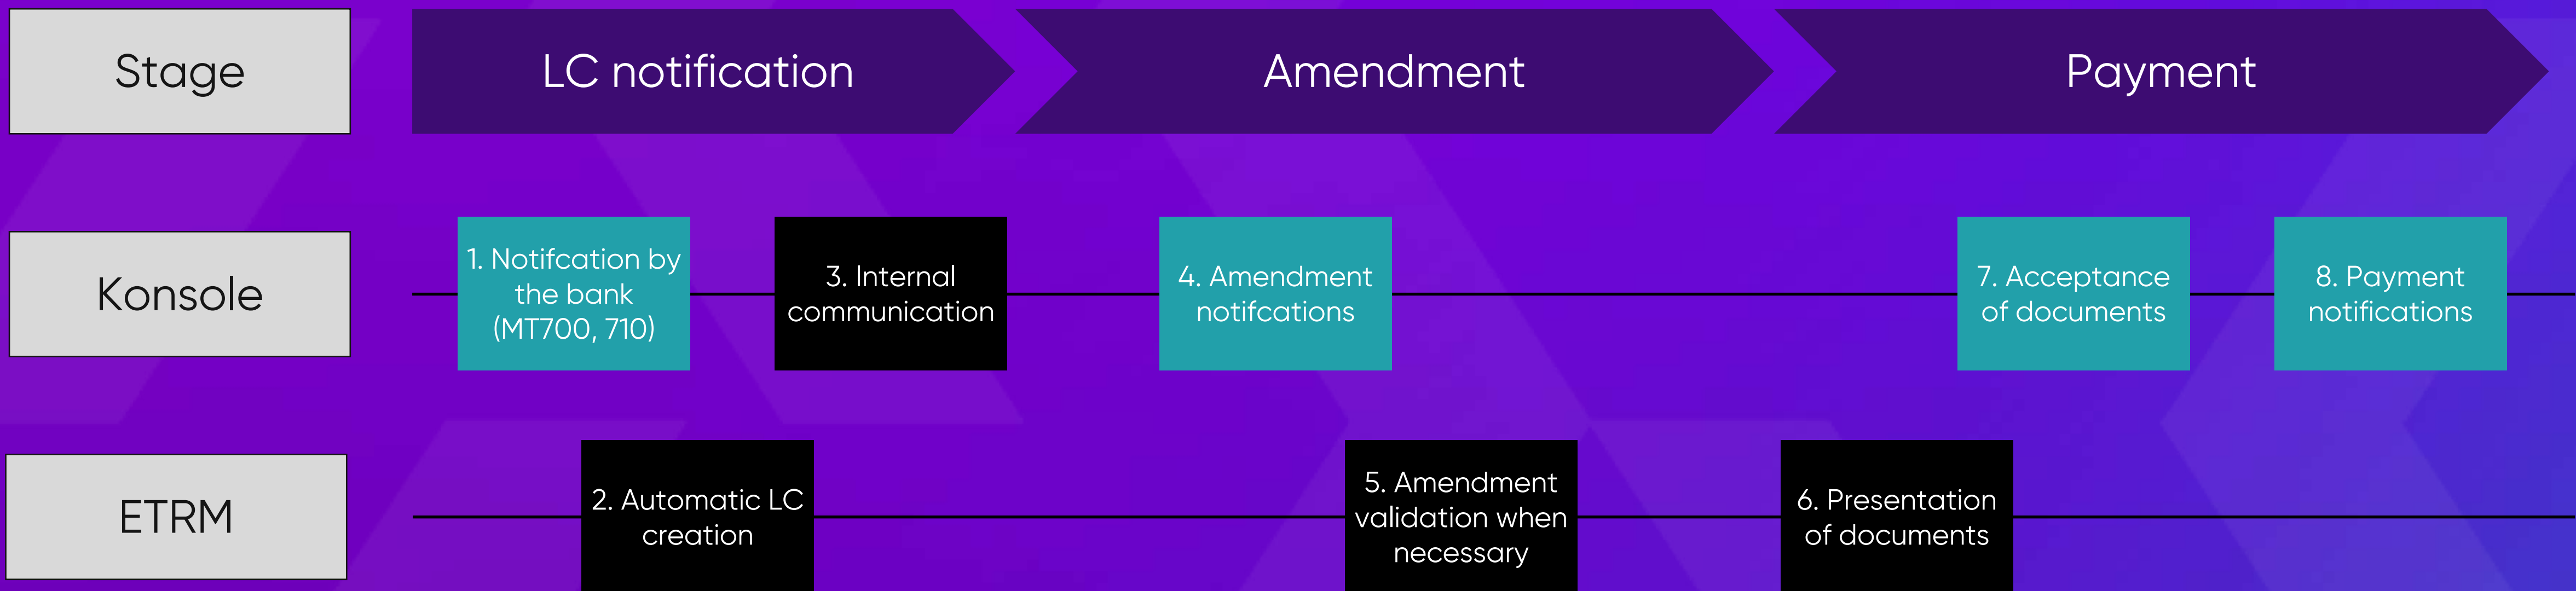 Stage
LC notification
Amendment
Payment
Konsole
1. Notifcation by
the bank
(MT700, 710)
3. Internal
communication
4. Amendment
notifcations
7. Acceptance
of documents
8. Payment
notifications
ETRM
2. Automatic LC
creation
5. Amendment
validation when
necessary
6. Presentation
of documents